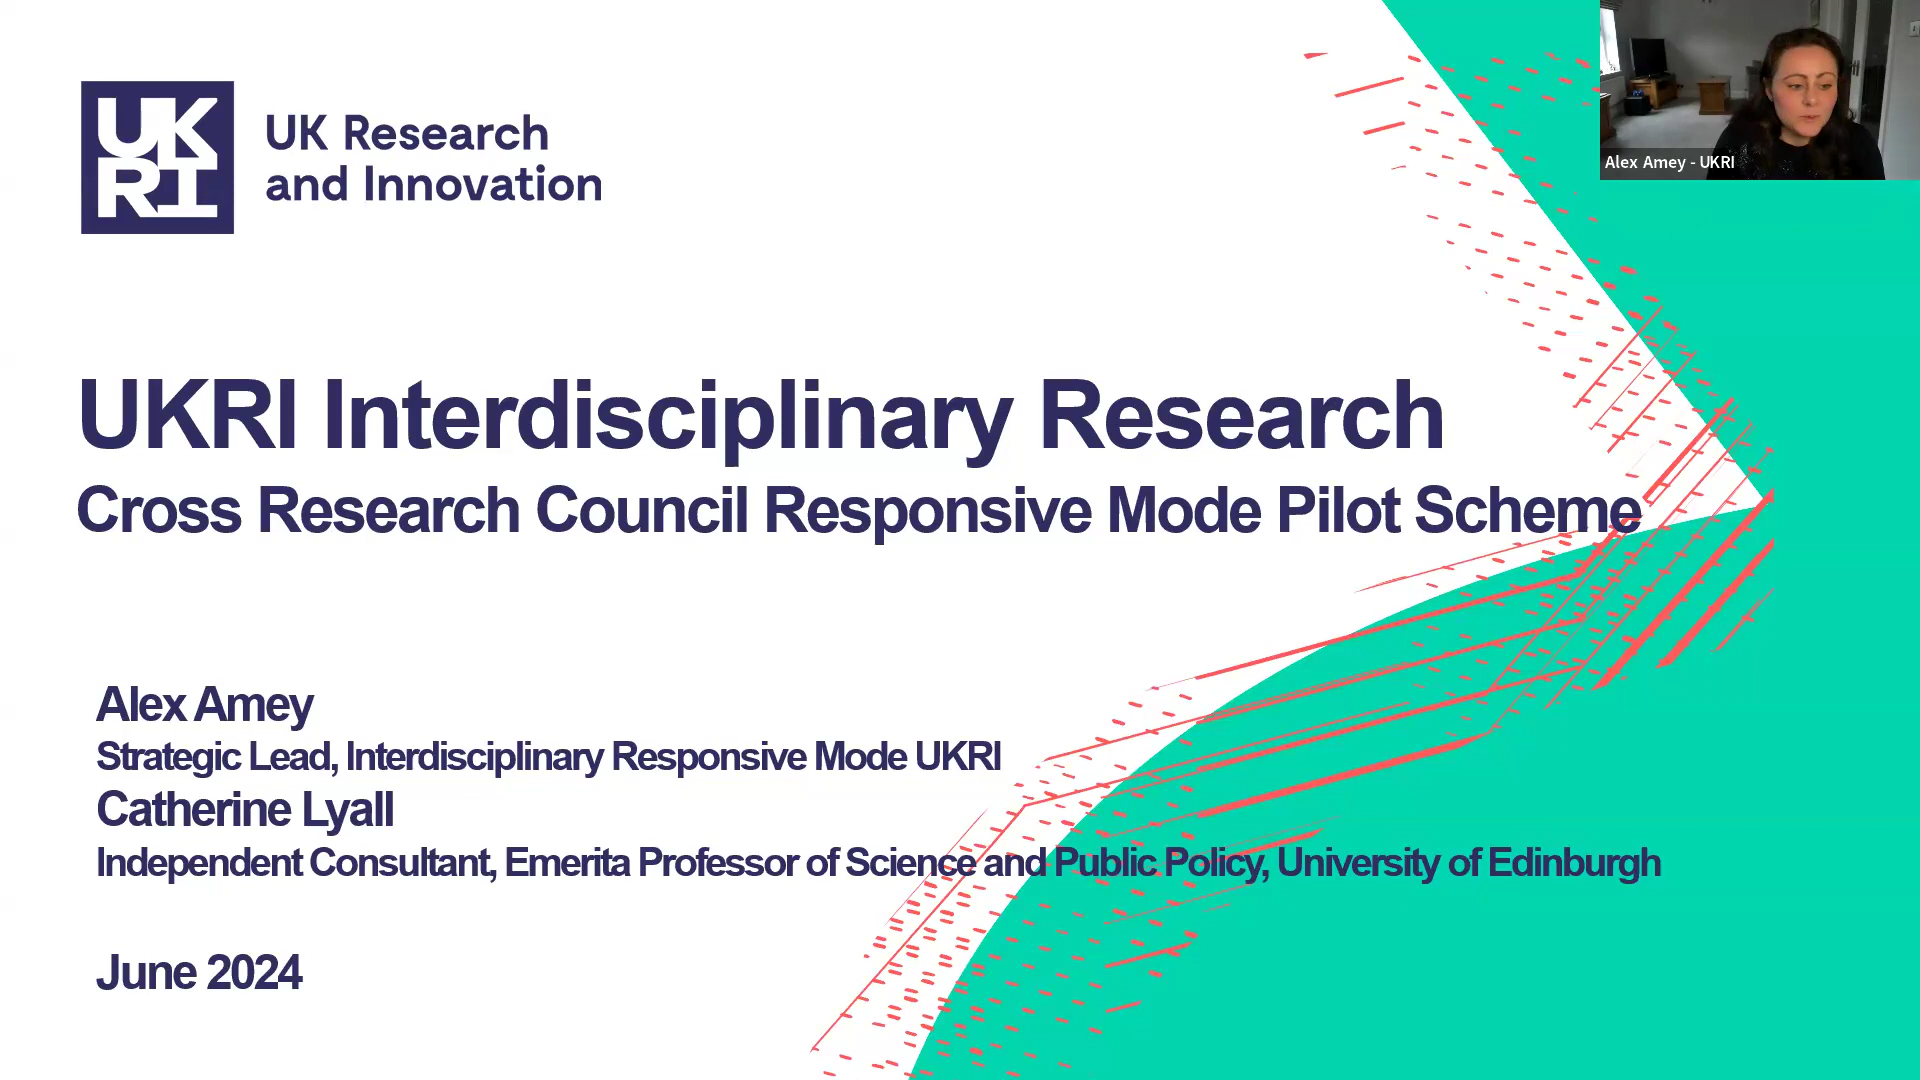 UK
RI
UK Research
and Innovation
Alex Amey - UKRI
UKRI Interdisciplinary Research
Cross Research Council Responsive Mode Pilot Scheme
Alex Amey
Strategic Lead, Interdisciplinary Responsive Mode UKRI
Catherine Lyall
Independent Consultant, Emerita Professor of Science and Public Policy, University of Edinburgh
June 2024